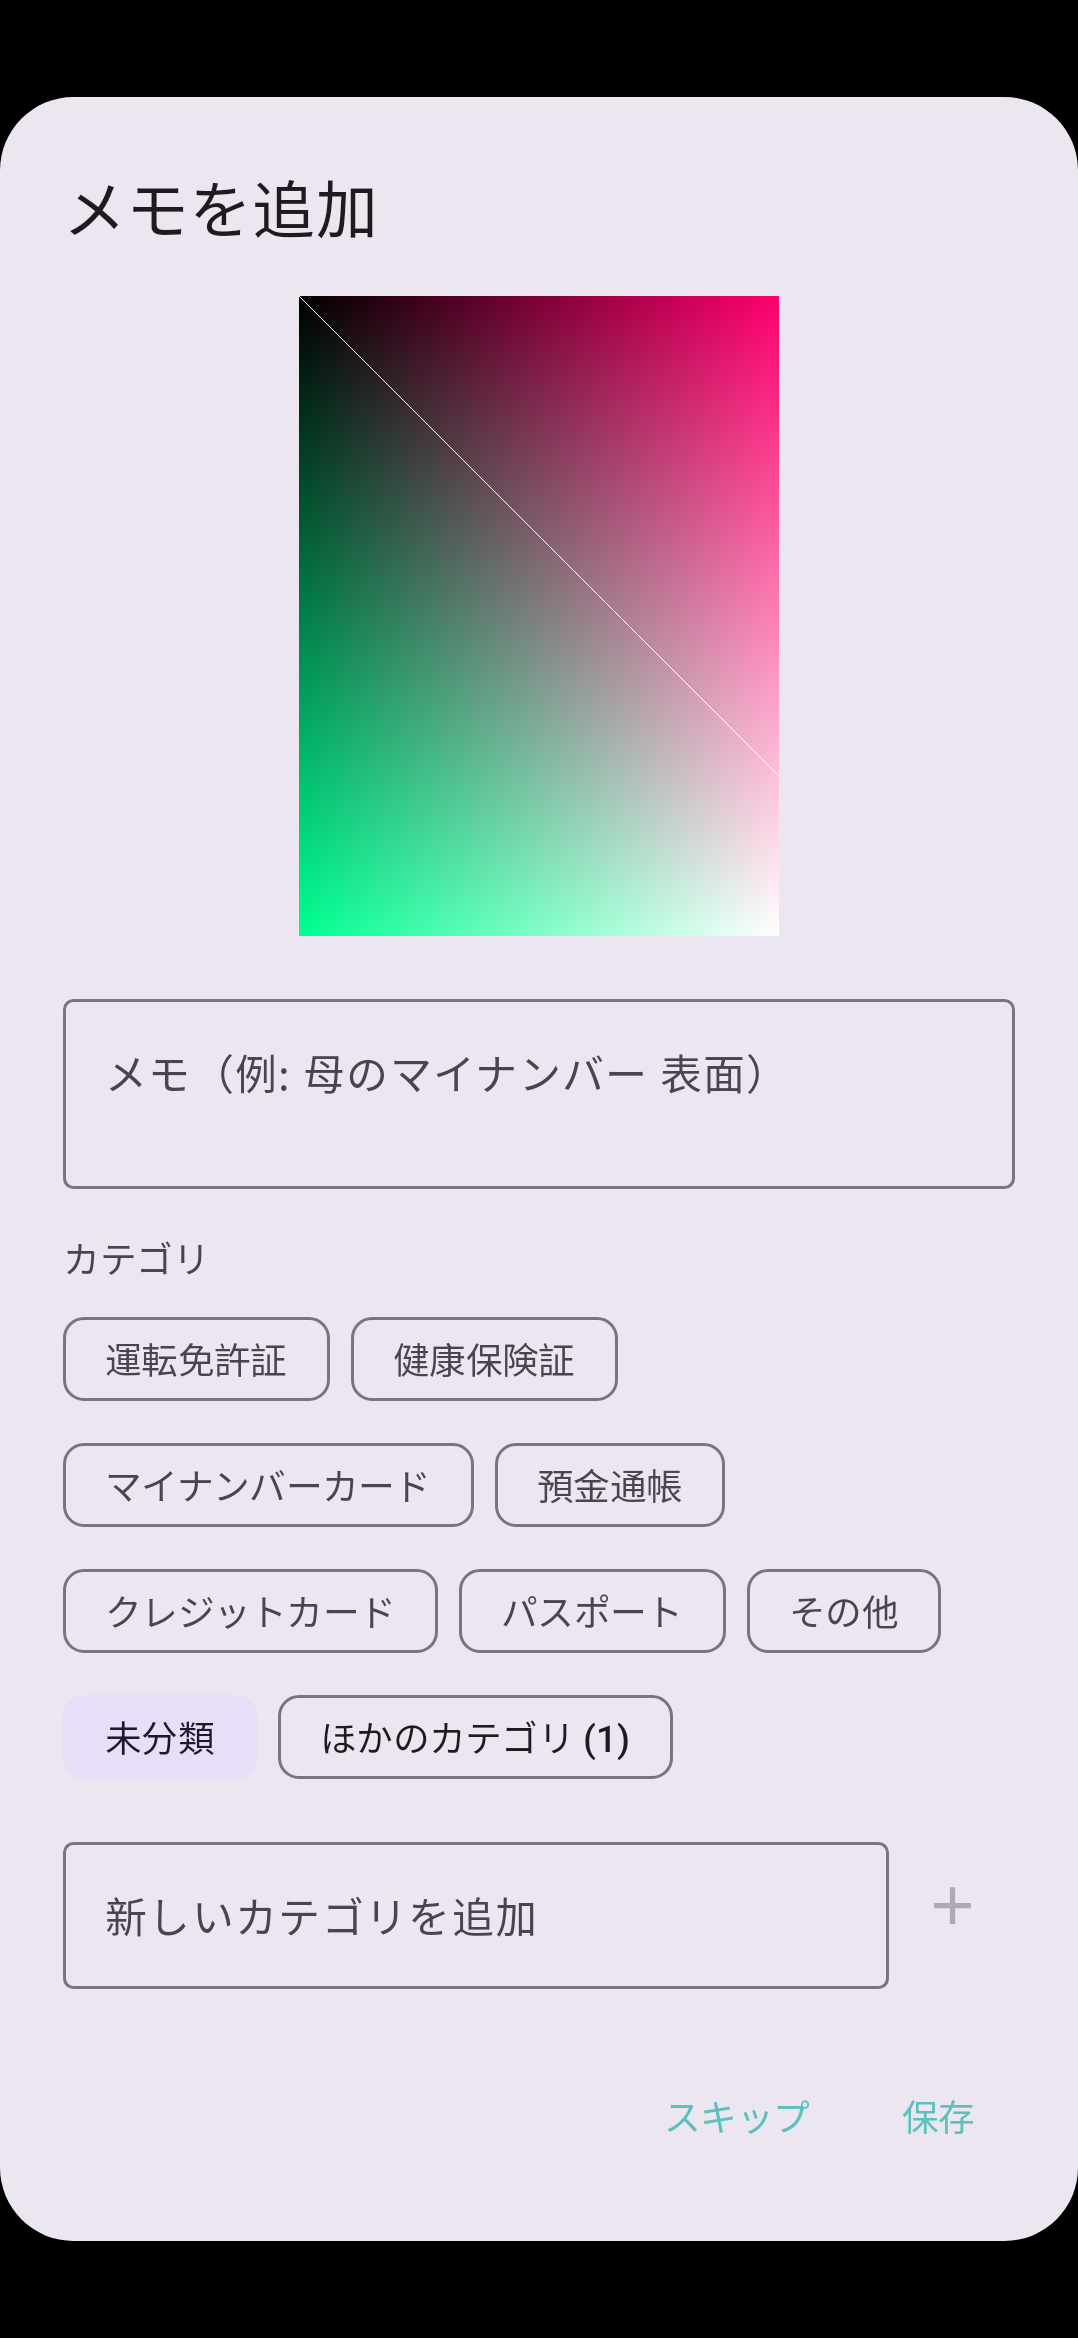 メモを追加
メモ（例: 母のマイナンバー 表面）
カテゴリ
運転免許証 健康保険証
マイナンバーカード 預金通帳
クレジットカード パスポート その他
未分類 ほかのカテゴリ (1)
新しいカテゴリを追加
スキップ 保存